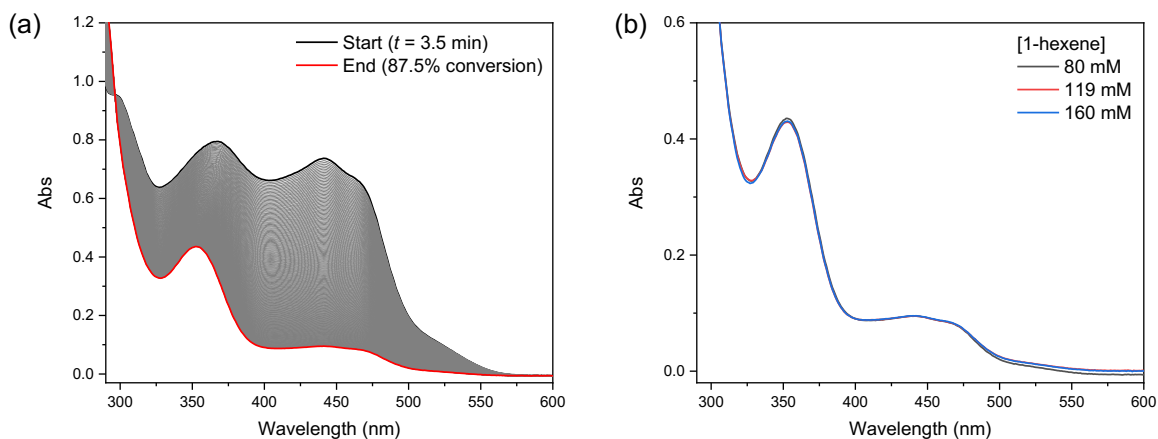 (a)
Start (t = 3.5 min)
End (87.5% conversion)
Abs
1.2
1.0
0.8
0.6
0.4
0.2
0.0
300 350 400 450 500 550 600
Wavelength (nm)
(b)
[1-hexene]
80 mM
119 mM
160 mM
Abs
0.6
0.4
0.2
0.0
300 350 400 450 500 550 600
Wavelength (nm)